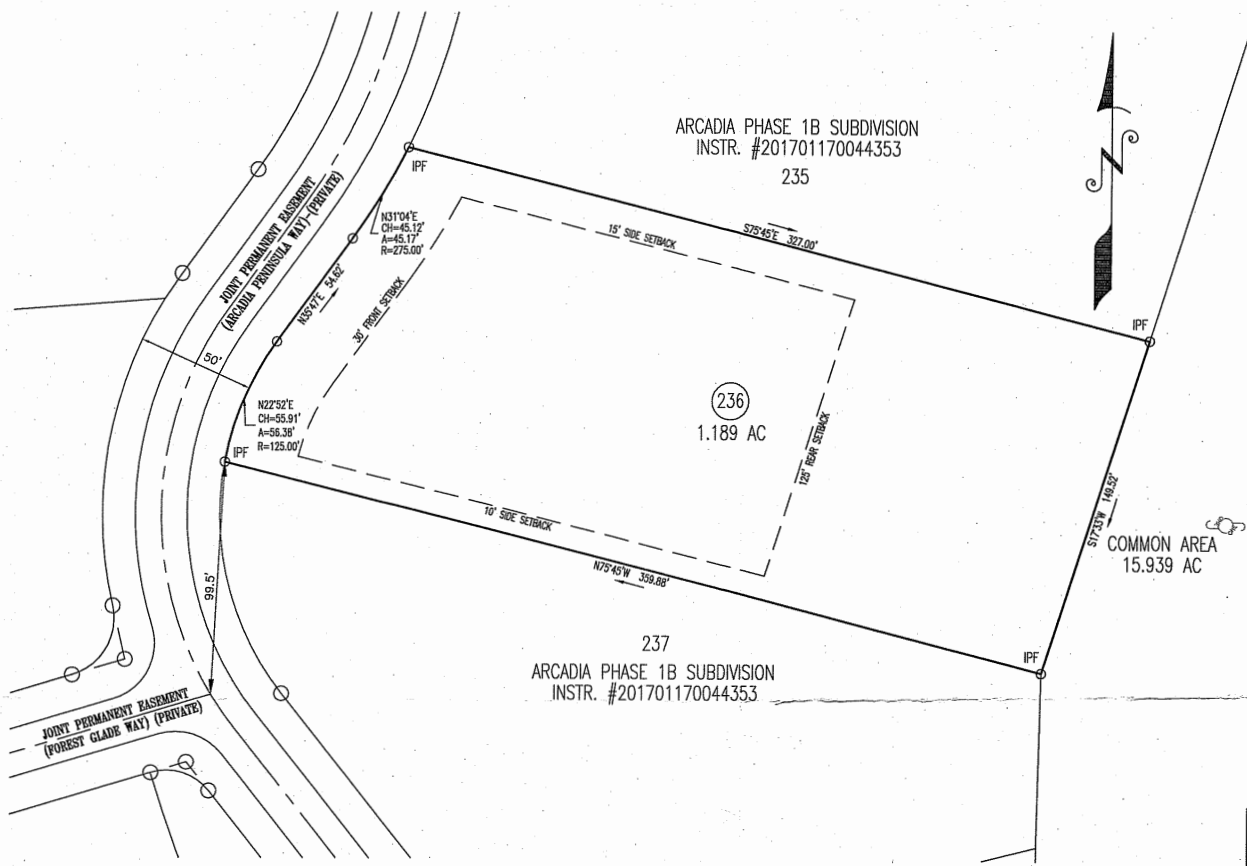 ARCADIA PHASE 1B SUBDIVISION
INSTR. #201701170044353
235
IPF
JOINT PERMANENT EASEMENT
(ARCADIA PENINSULA WAY)-(PRIVATE)
N31°04'E
CH=45.12'
A=45.17'
R=275.00'
15' SIDE SETBACK
S75°45'E 327.00'
N
N35°47'E 54.62'
30' FRONT SETBACK
IPF
50'
236
1.189 AC
N22°52'E
CH=55.91'
A=56.38'
R=125.00'
125' REAR SETBACK
IPF
10' SIDE SETBACK
S17°33'W 149.52'
COMMON AREA
15.939 AC
N75°45'W 359.88'
99.5'
237
ARCADIA PHASE 1B SUBDIVISION
INSTR. #201701170044353
IPF
JOINT PERMANENT EASEMENT
(FOREST GLADE WAY) (PRIVATE)